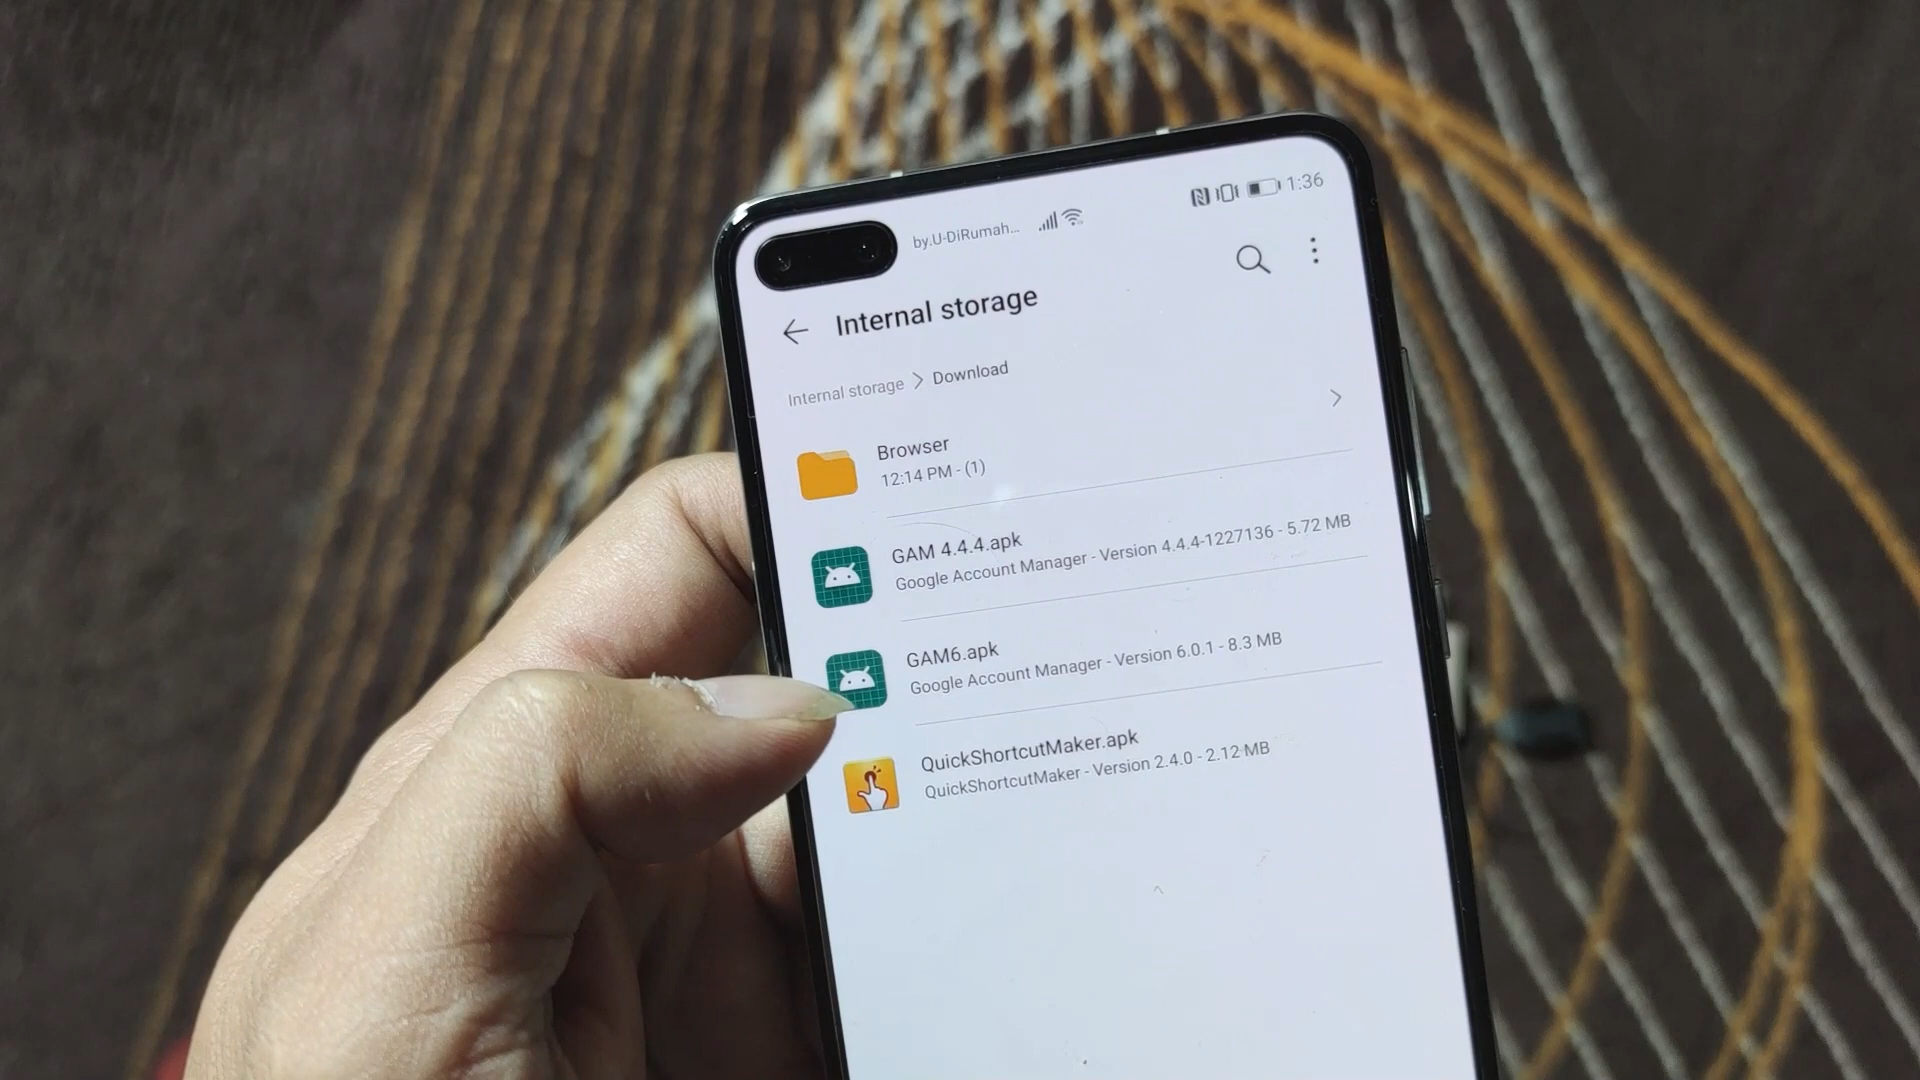 by.U-DiRumah...
1:36
Internal storage
Internal storage > Download
Browser
12:14 PM - (1)
GAM 4.4.4.apk
Google Account Manager - Version 4.4.4-1227136 - 5.72 MB
GAM6.apk
Google Account Manager - Version 6.0.1 - 8.3 MB
QuickShortcutMaker.apk
QuickShortcutMaker - Version 2.4.0 - 2.12 MB